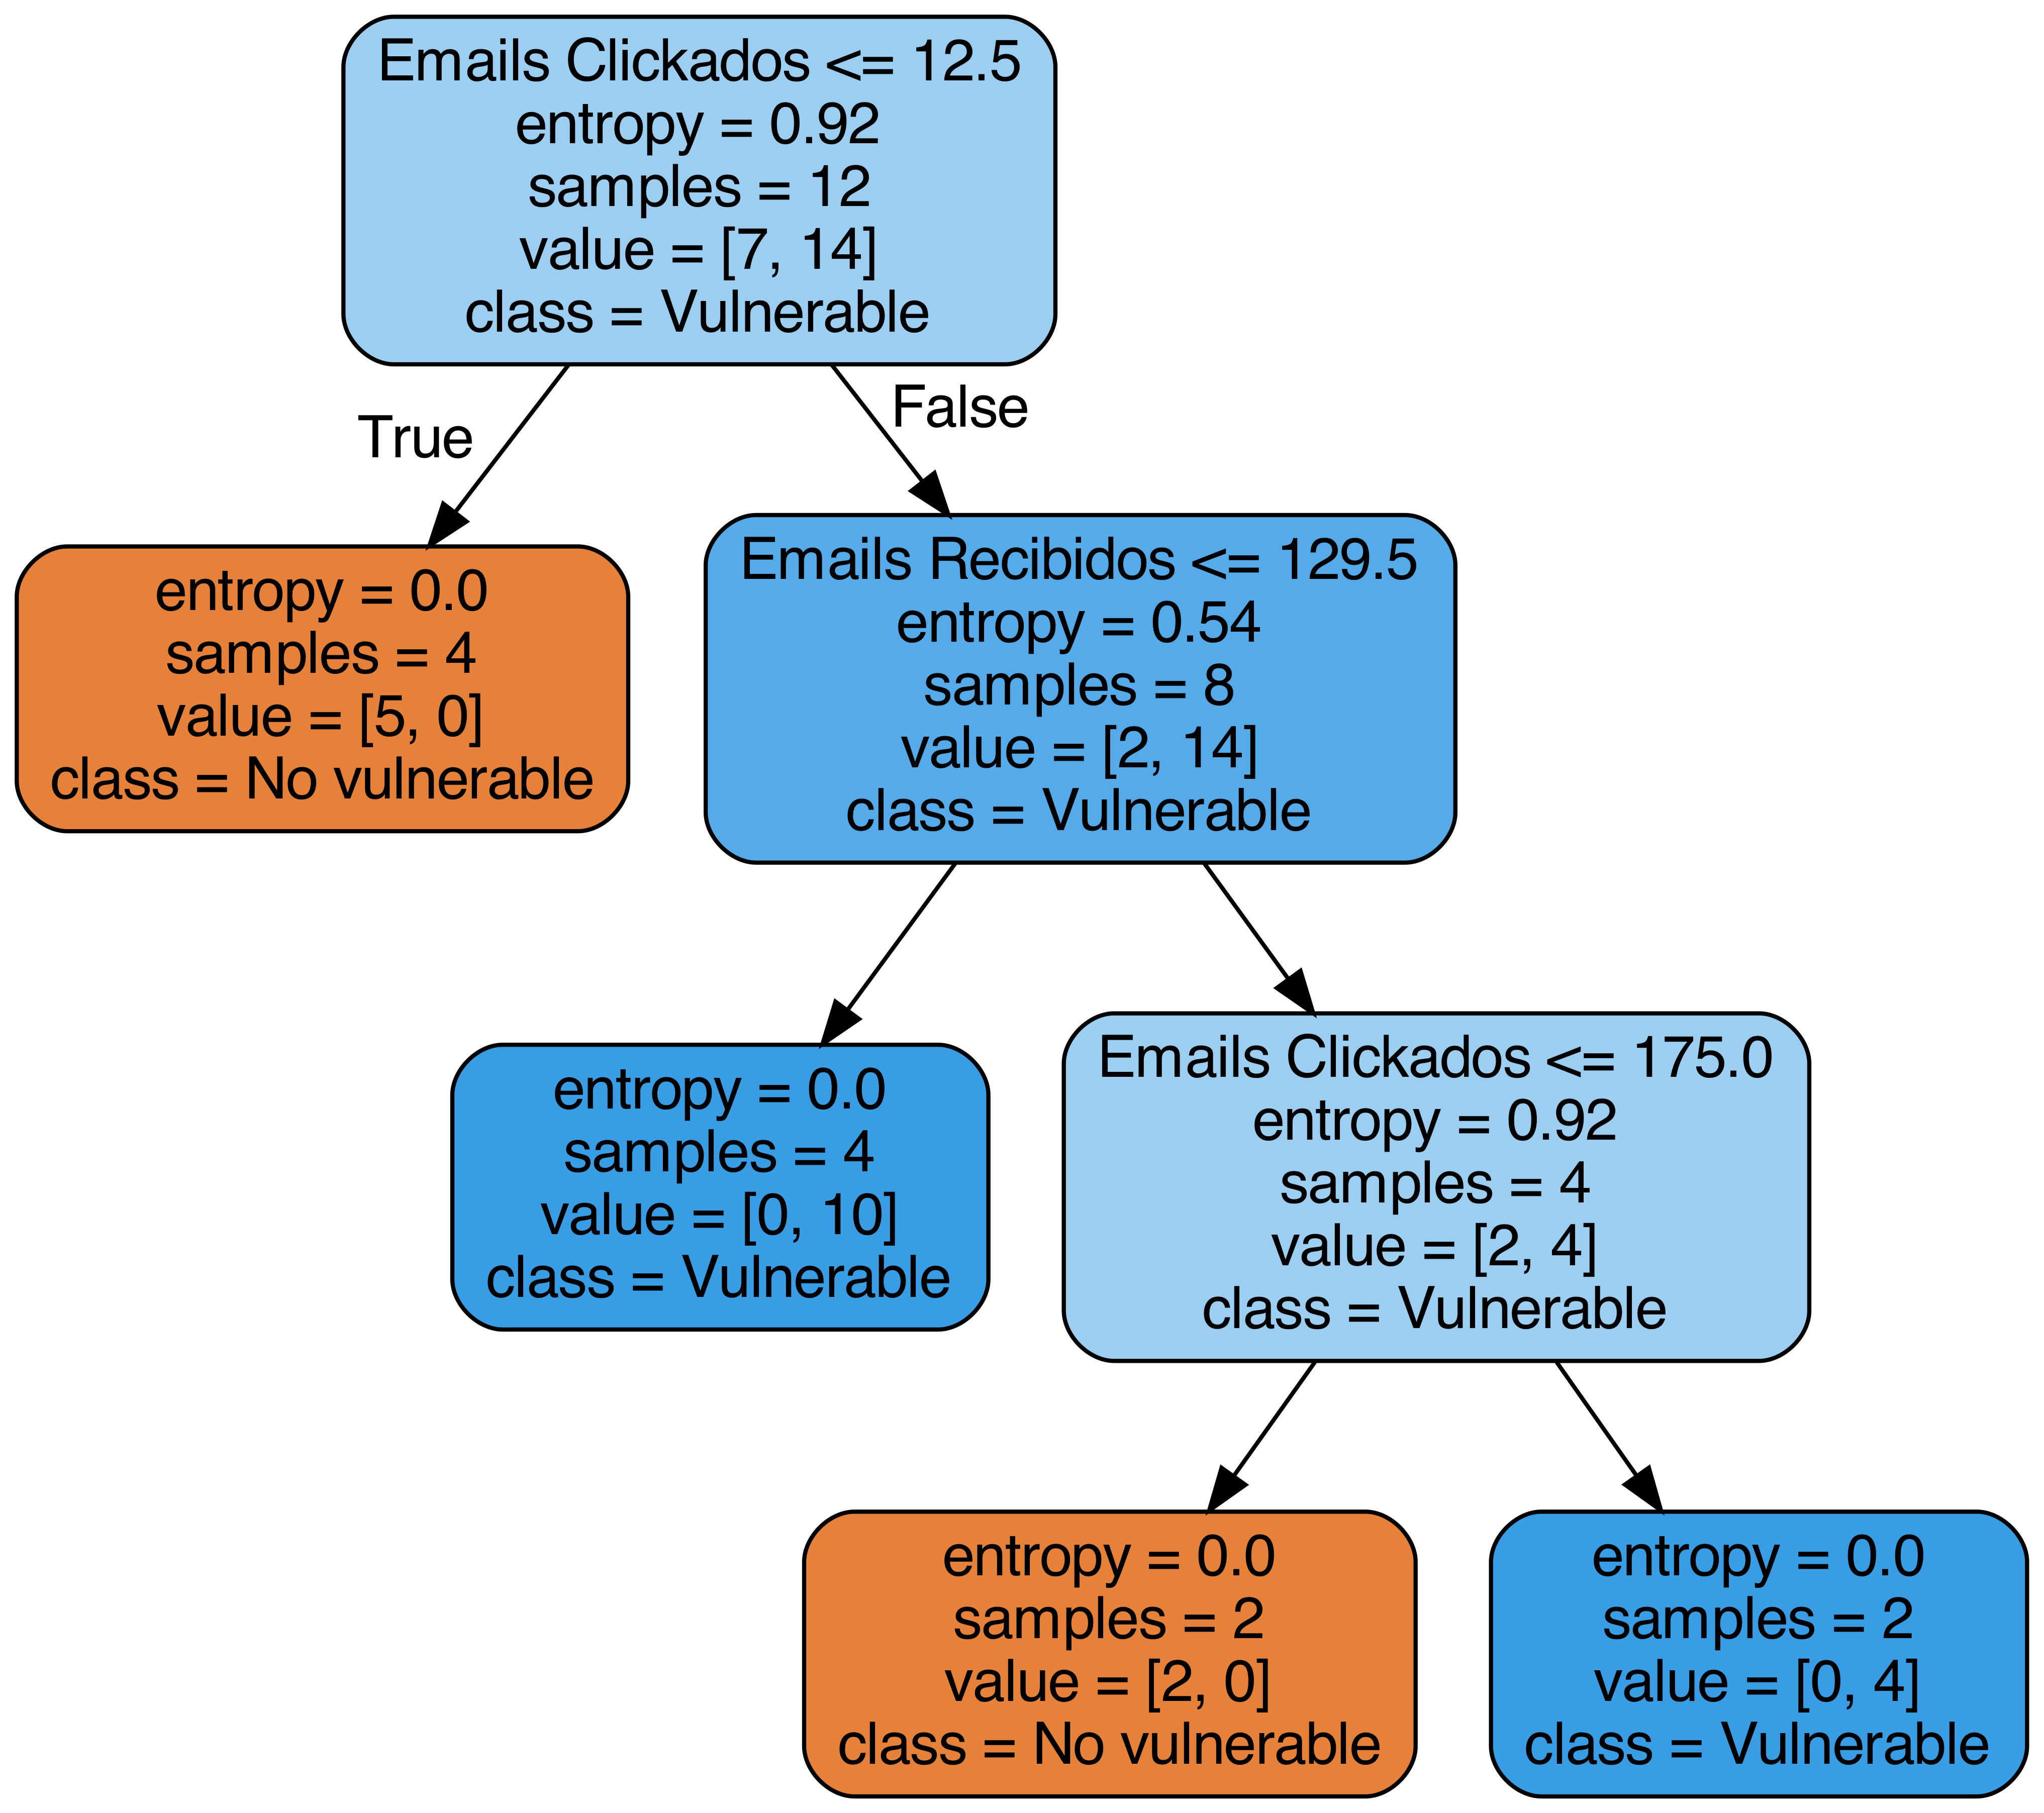 Emails Clickados <= 12.5
entropy = 0.92
samples = 12
value = [7, 14]
class = Vulnerable
True
False
entropy = 0.0
samples = 4
value = [5, 0]
class = No vulnerable
Emails Recibidos <= 129.5
entropy = 0.54
samples = 8
value = [2, 14]
class = Vulnerable
entropy = 0.0
samples = 4
value = [0, 10]
class = Vulnerable
Emails Clickados <= 175.0
entropy = 0.92
samples = 4
value = [2, 4]
class = Vulnerable
entropy = 0.0
samples = 2
value = [2, 0]
class = No vulnerable
entropy = 0.0
samples = 2
value = [0, 4]
class = Vulnerable